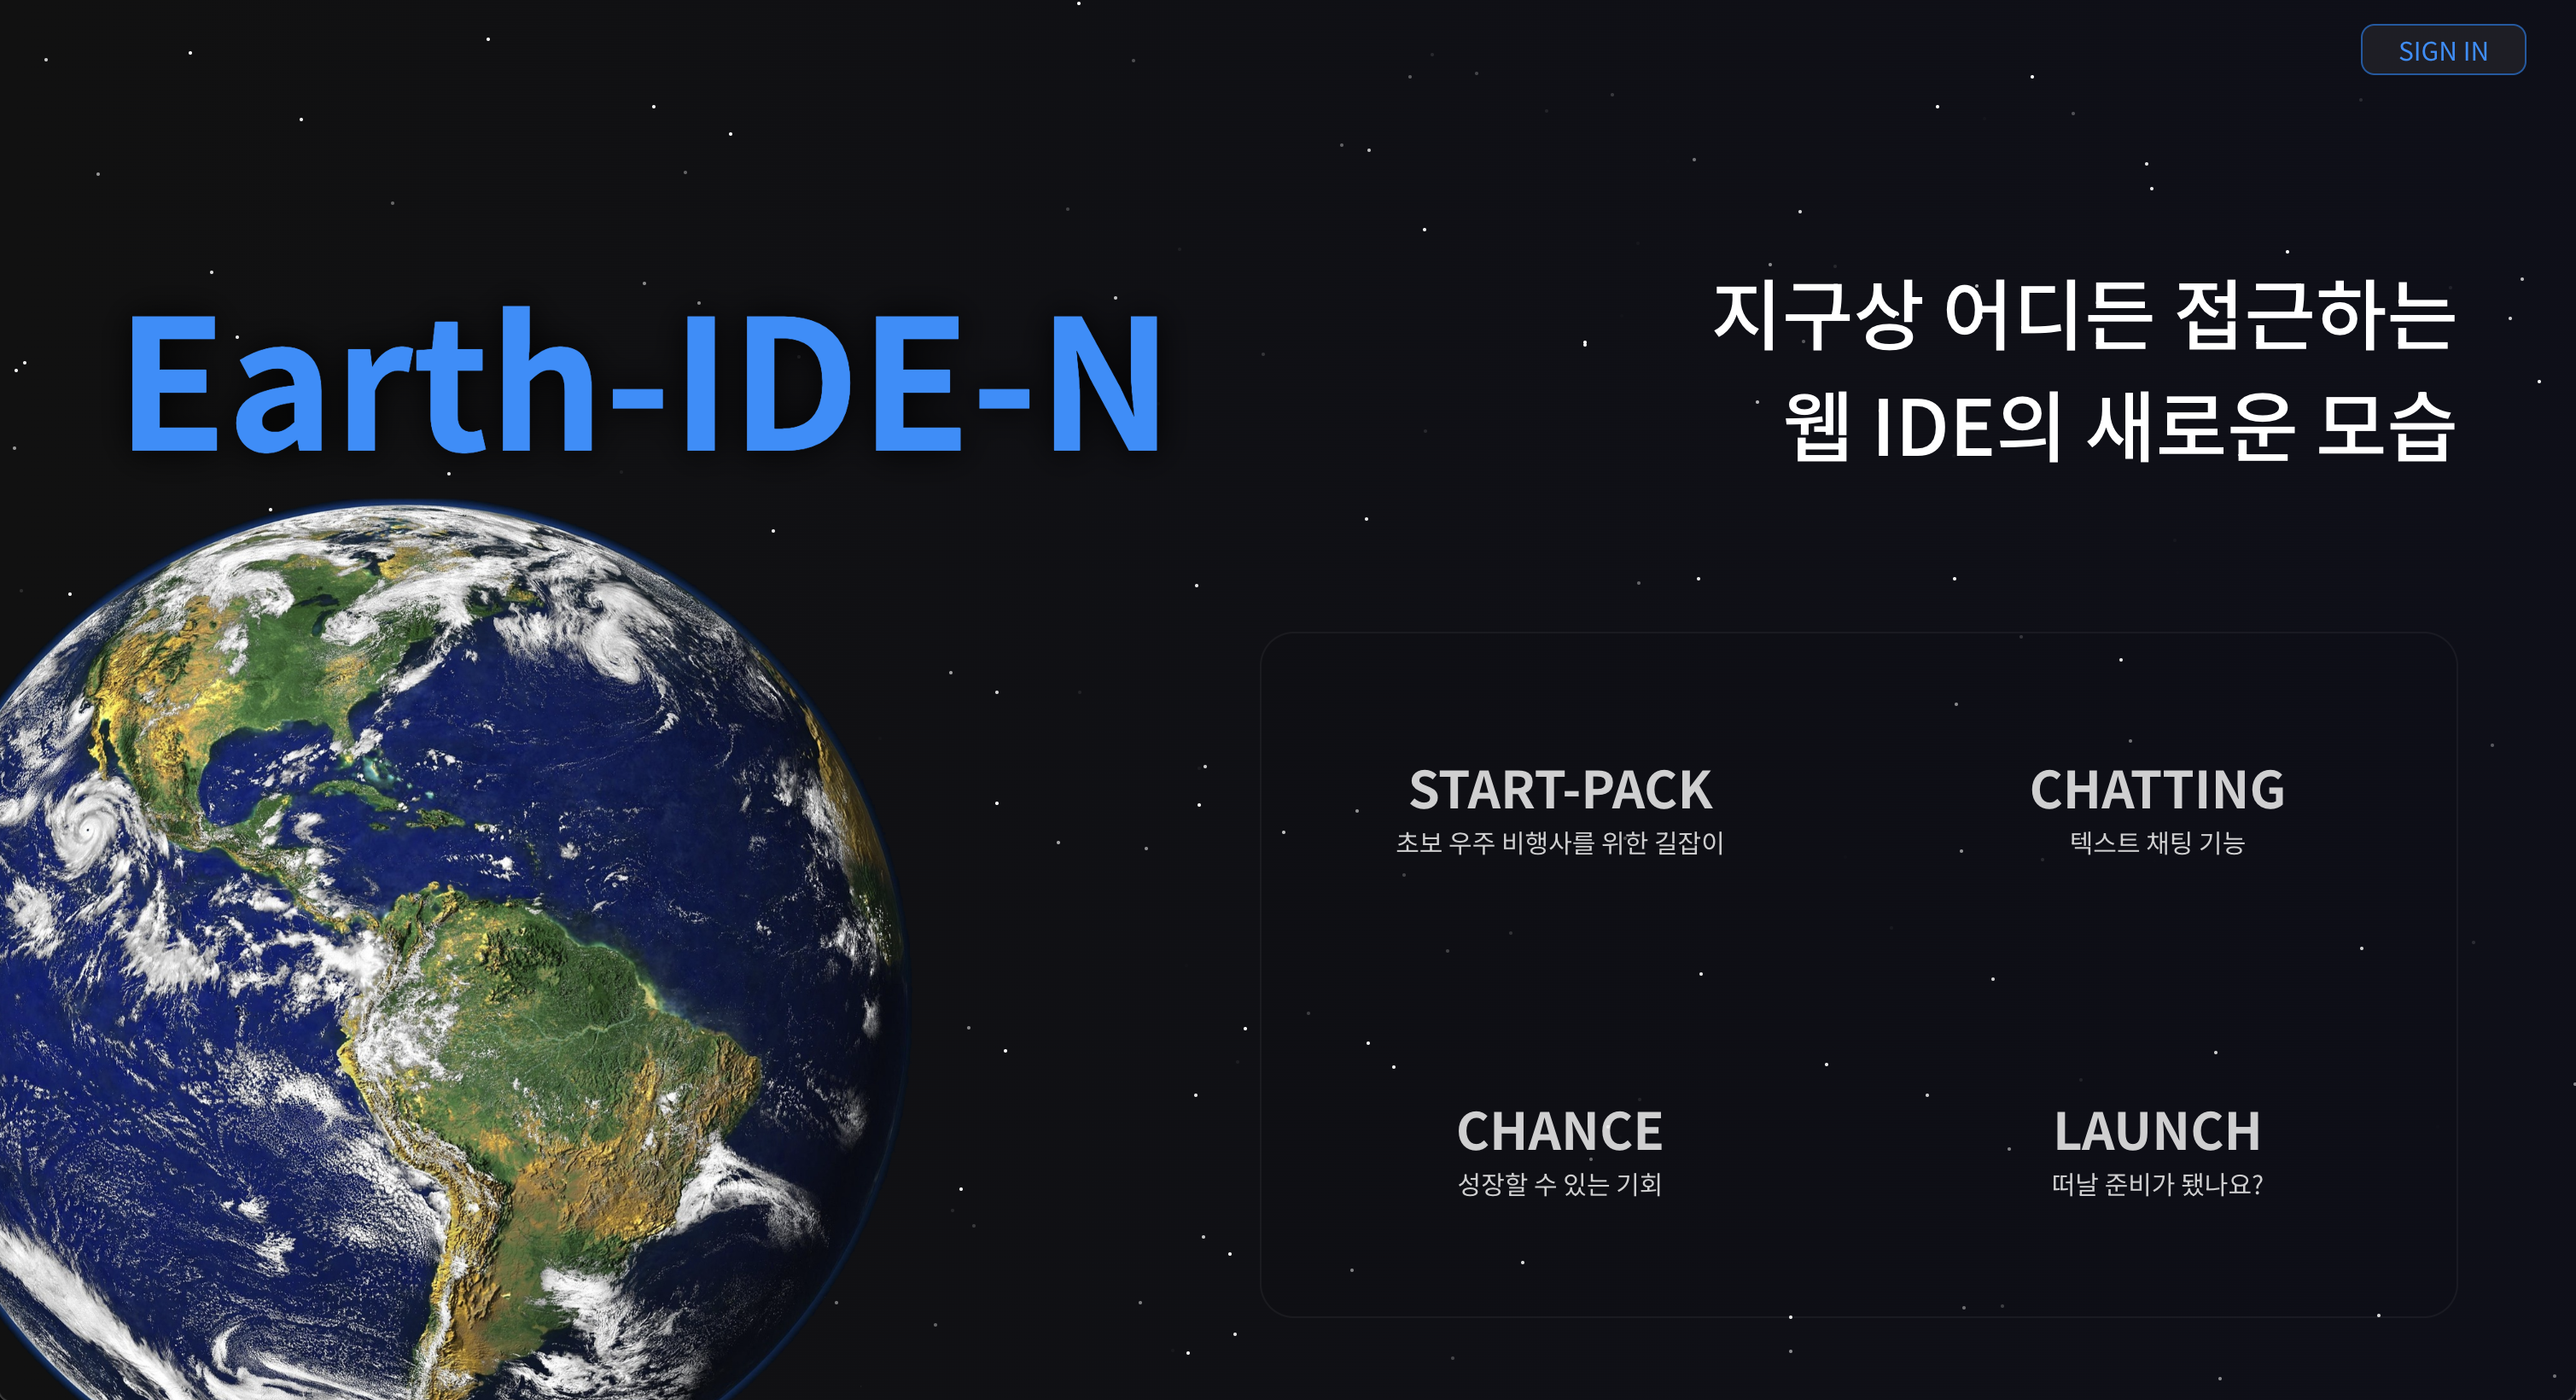 SIGN IN
Earth-IDE-N
지구상 어디든 접근하는
웹 IDE의 새로운 모습
START-PACK
초보 우주 비행사를 위한 길잡이
CHATTING
텍스트 채팅 기능
CHANCE
성장할 수 있는 기회
LAUNCH
떠날 준비가 됐나요?